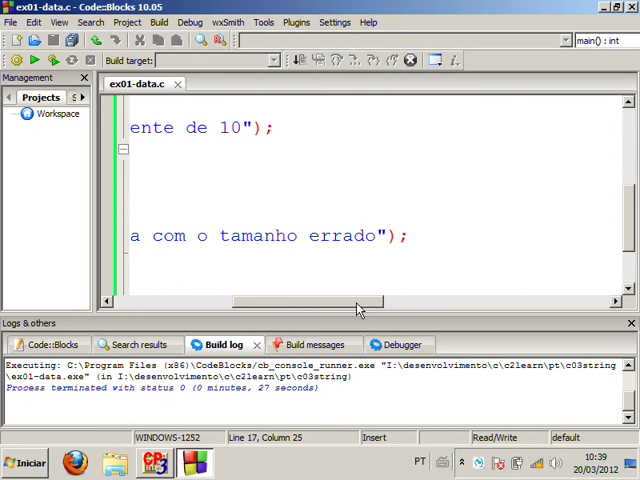 ex01-data.c - Code::Blocks 10.05
File Edit View Search Project Build Debug wxSmith Tools Plugins Settings Help
main() : int
Build target:
Management
ex01-data.c
Projects S
Workspace
ente de 10");
a com o tamanho errado");
Logs & others
Code::Blocks Search results Build log Build messages Debugger
Executing: C:\Program Files (x86)\CodeBlocks/cb_console_runner.exe "I:\desenvolvimento\c\c2learn\pt\c03string
\ex01-data.exe" (in I:\desenvolvimento\c\c2learn\pt\c03string)
Process terminated with status 0 (0 minutes, 27 seconds)
WINDOWS-1252 Line 17, Column 25 Insert Read/Write default
Iniciar
PT
10:39
20/03/2012